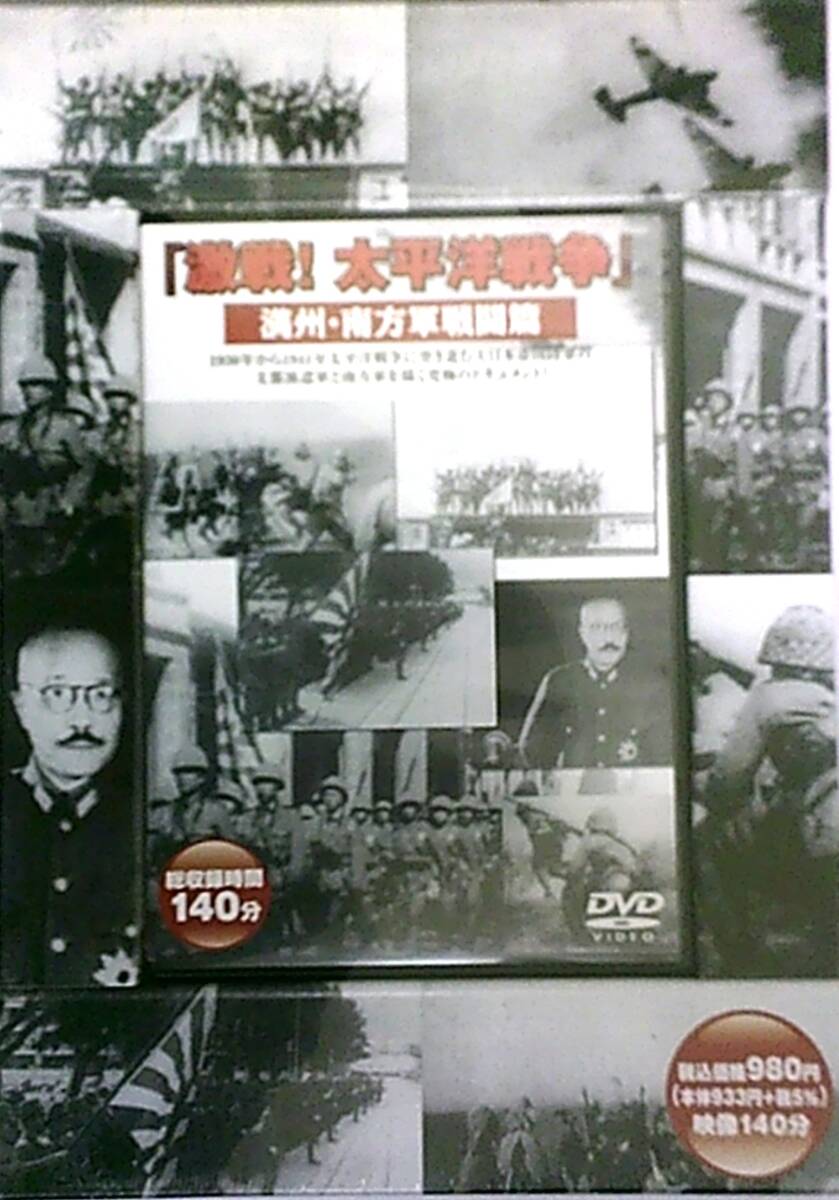 「激戦! 太平洋戦争」
満州・南方軍戦闘篇
総収録時間
140分
DVD
VIDEO
税込価格980円
(本体933円+税5%)
映像140分